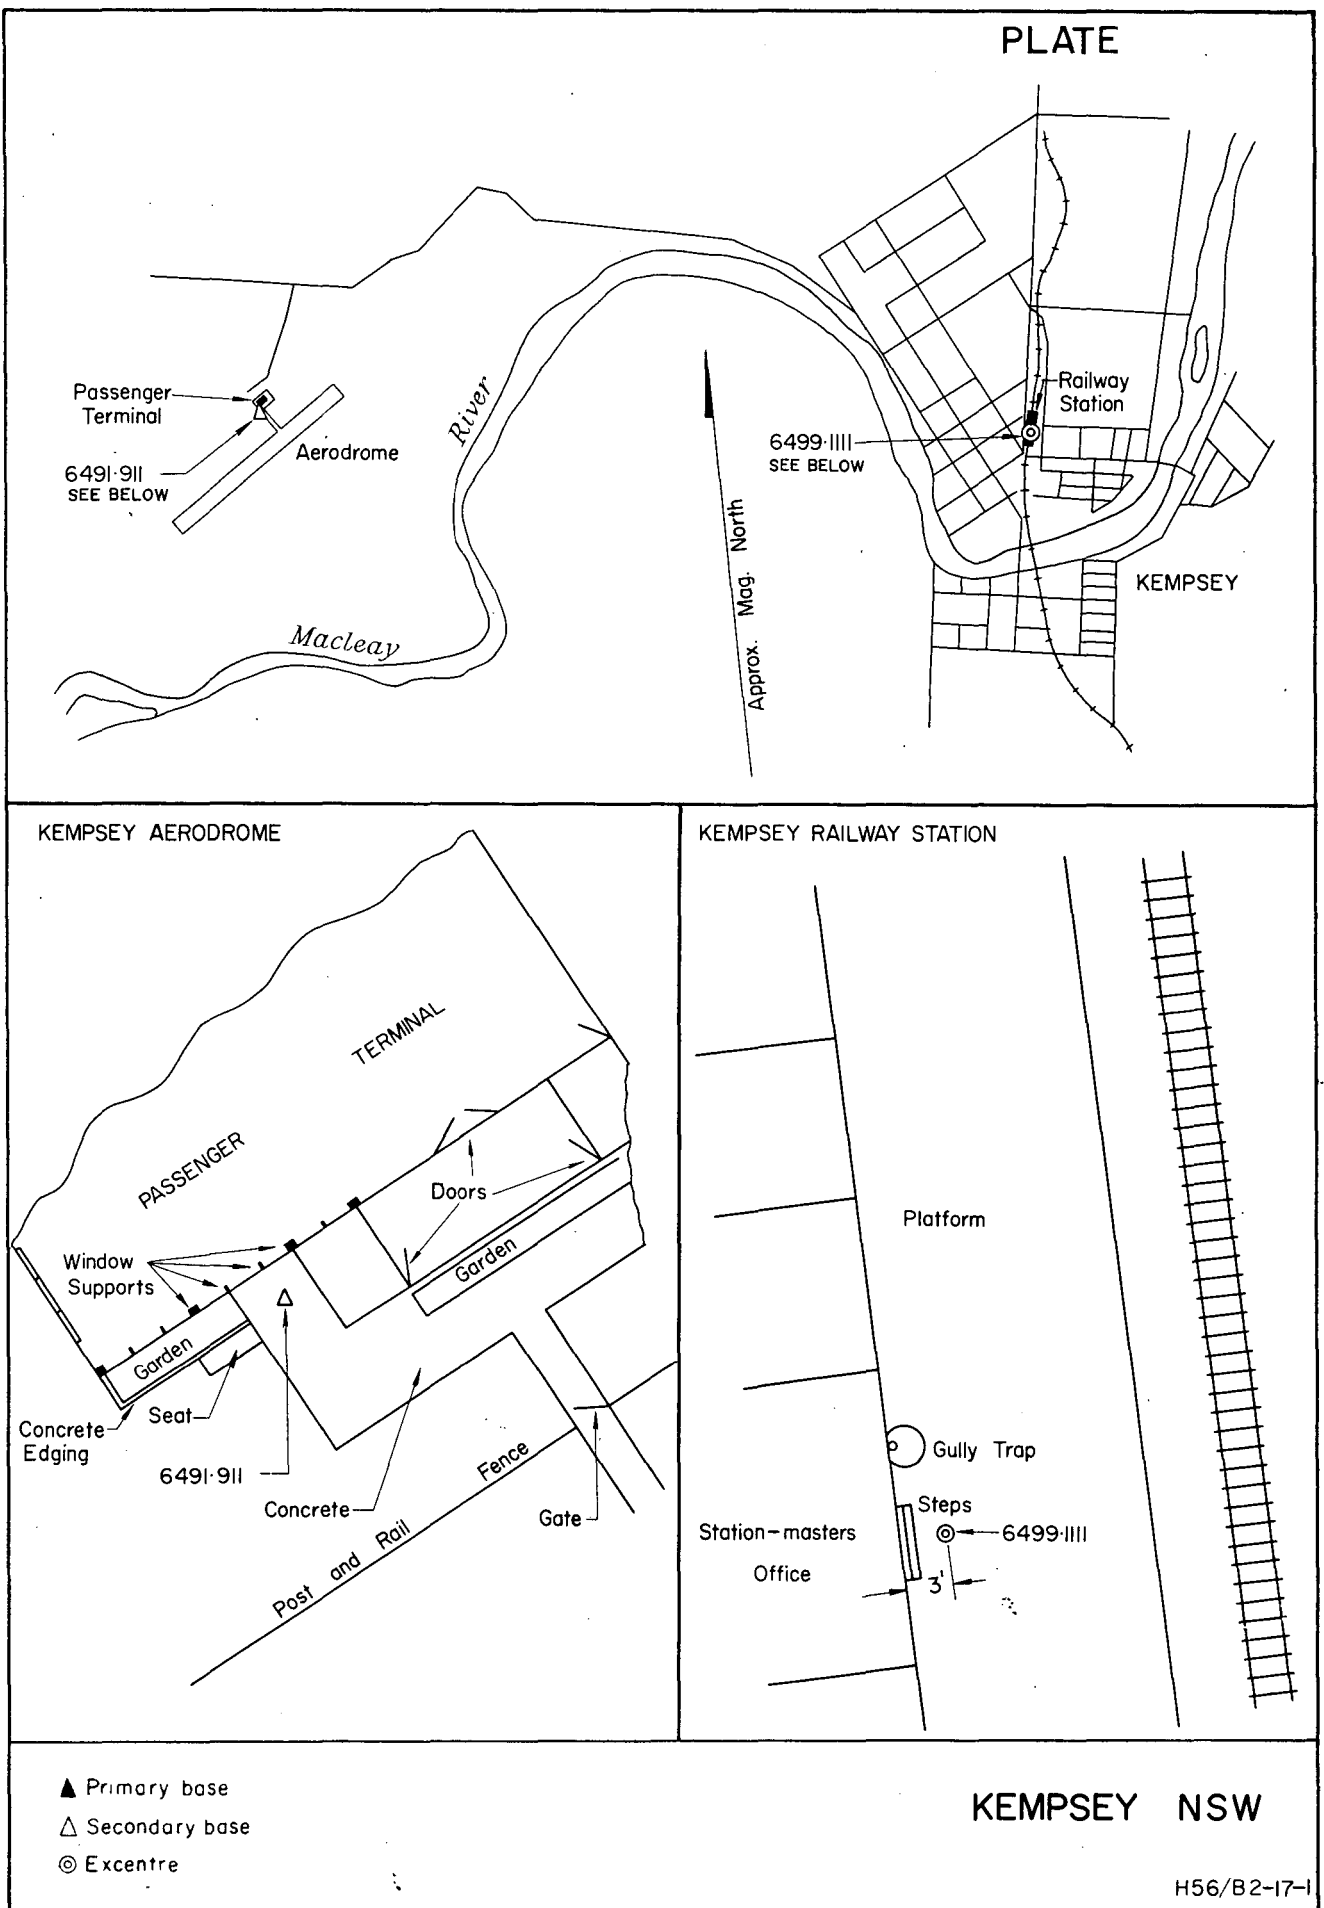 PLATE
Passenger
Terminal
6491·911
SEE BELOW
Aerodrome
River
Macleay
Approx. Mag. North
6499·1111
SEE BELOW
Railway
Station
KEMPSEY
KEMPSEY AERODROME
TERMINAL
PASSENGER
Doors
Window
Supports
Garden
Garden
Seat
Concrete
Edging
6491·911
Concrete
Gate
Post and Rail Fence
KEMPSEY RAILWAY STATION
Platform
Gully Trap
Steps
Station-masters
Office
6499·1111
3'
Primary base
Secondary base
Excentre
KEMPSEY NSW
H56/B2-17-1